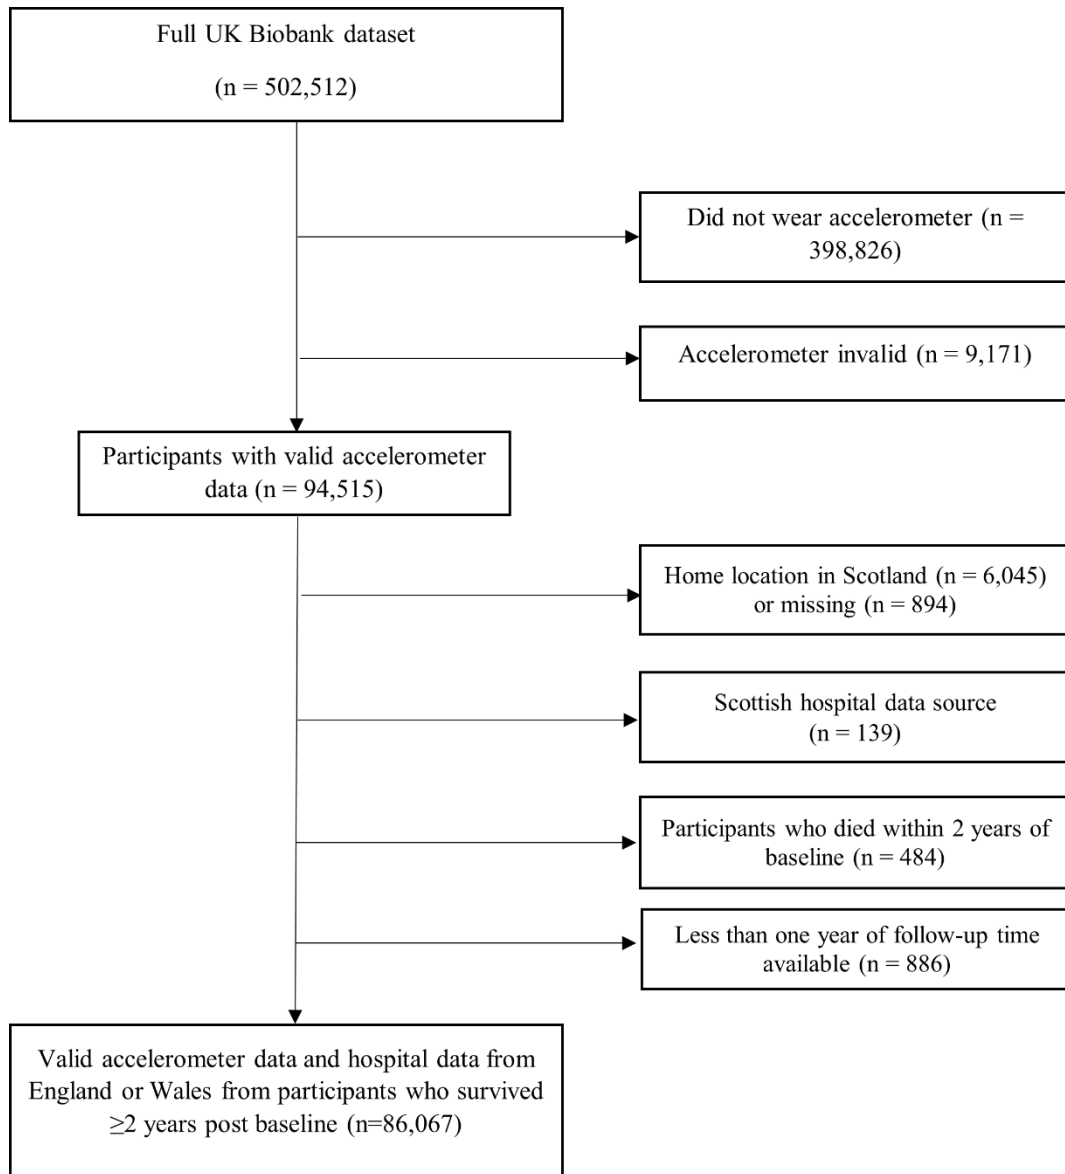 Full UK Biobank dataset
(n = 502,512)
Did not wear accelerometer (n =
398,826)
Accelerometer invalid (n = 9,171)
Participants with valid accelerometer
data (n = 94,515)
Home location in Scotland (n = 6,045)
or missing (n = 894)
Scottish hospital data source
(n = 139)
Participants who died within 2 years of
baseline (n = 484)
Less than one year of follow-up time
available (n = 886)
Valid accelerometer data and hospital data from
England or Wales from participants who survived
≥2 years post baseline (n=86,067)